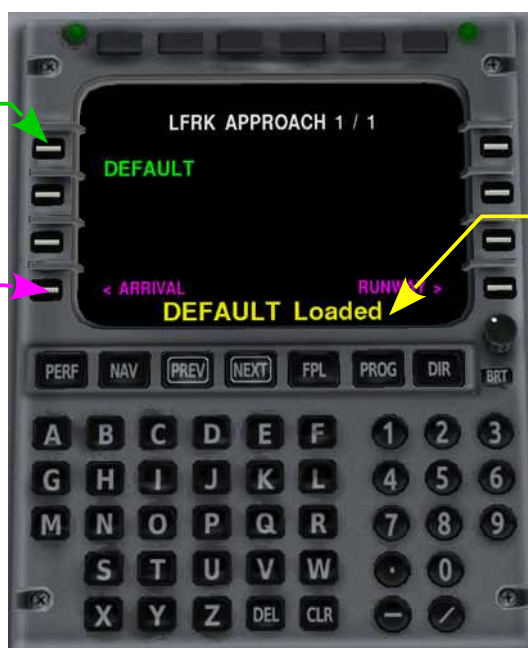 LFRK APPROACH 1 / 1
DEFAULT
< ARRIVAL RUNWAY >
DEFAULT Loaded
PERF NAV PREV NEXT FPL PROG DIR BRT
A B C D E F 1 2 3
G H I J K L 4 5 6
M N O P Q R 7 8 9
S T U V W · 0
X Y Z DEL CLR - /